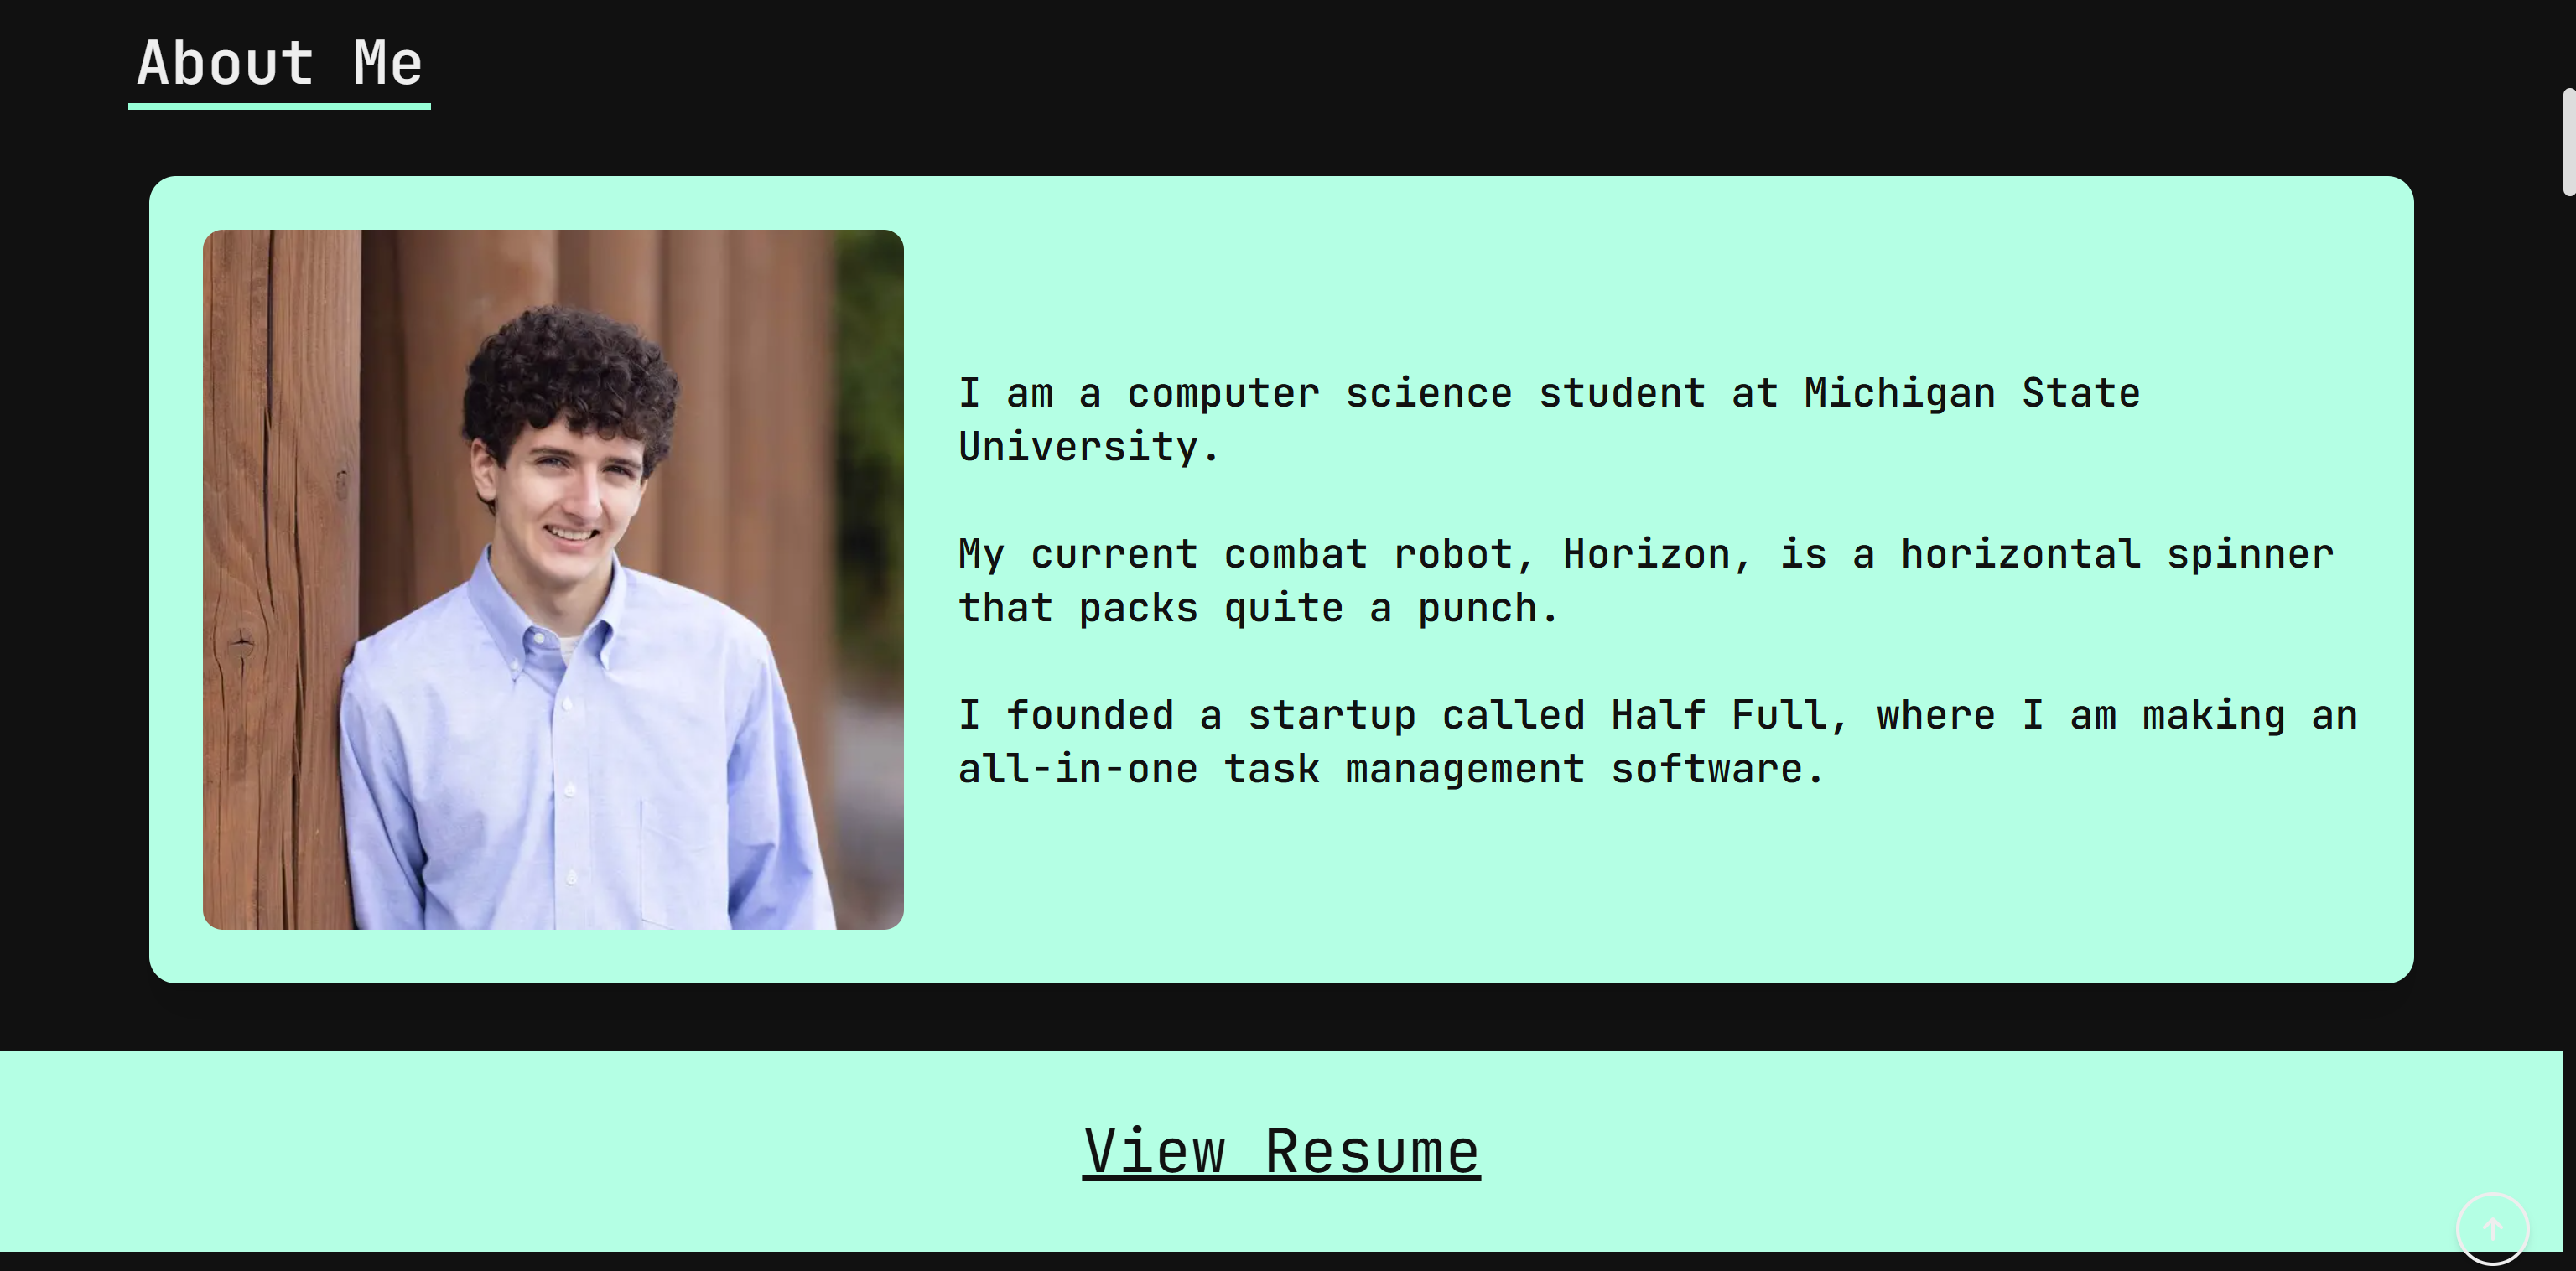 About Me
I am a computer science student at Michigan State
University.
My current combat robot, Horizon, is a horizontal spinner
that packs quite a punch.
I founded a startup called Half Full, where I am making an
all-in-one task management software.
View Resume